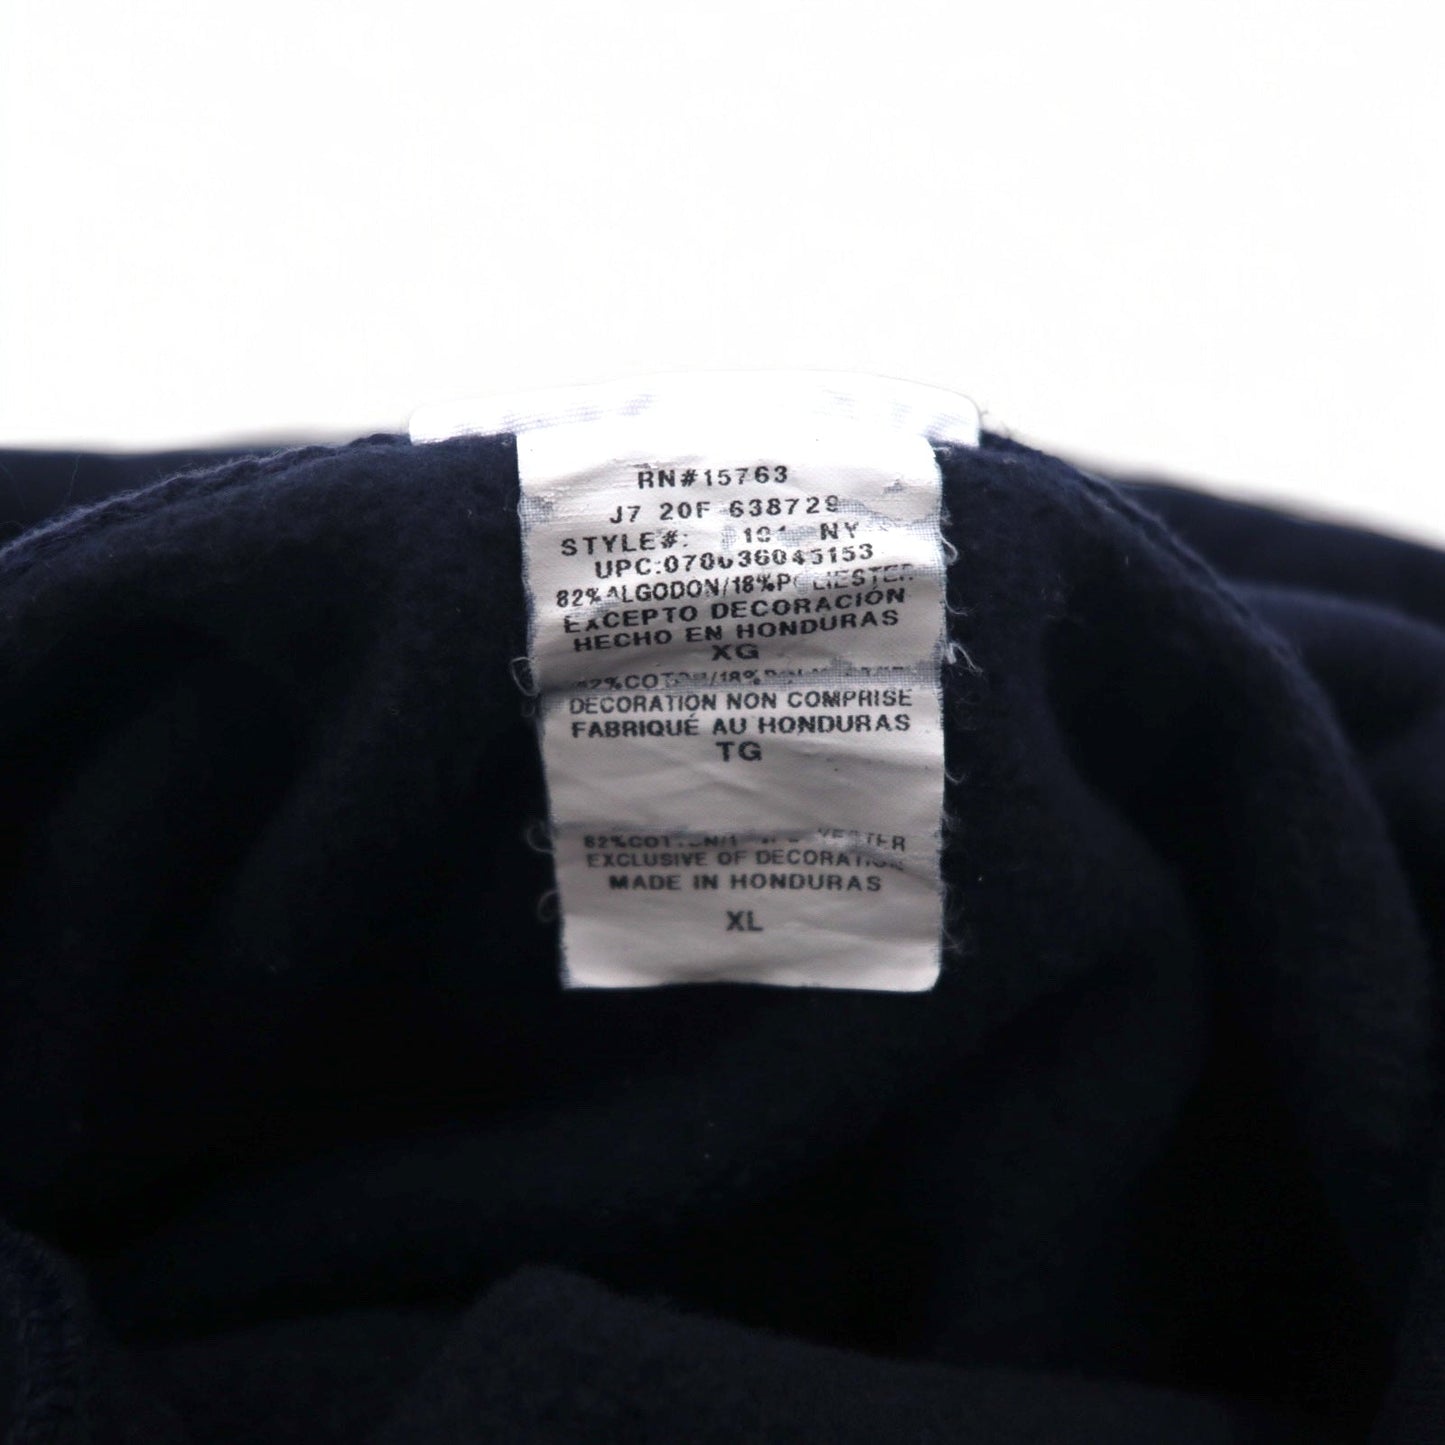 RN#15763
J7 20F 638729
STYLE#: NY
UPC:
82%ALGODON/18%POLIESTER
EXCEPTO DECORACIÓN
HECHO EN HONDURAS
XG
DECORATION NON COMPRISE
FABRIQUÉ AU HONDURAS
TG
EXCLUSIVE OF DECORATION
MADE IN HONDURAS
XL